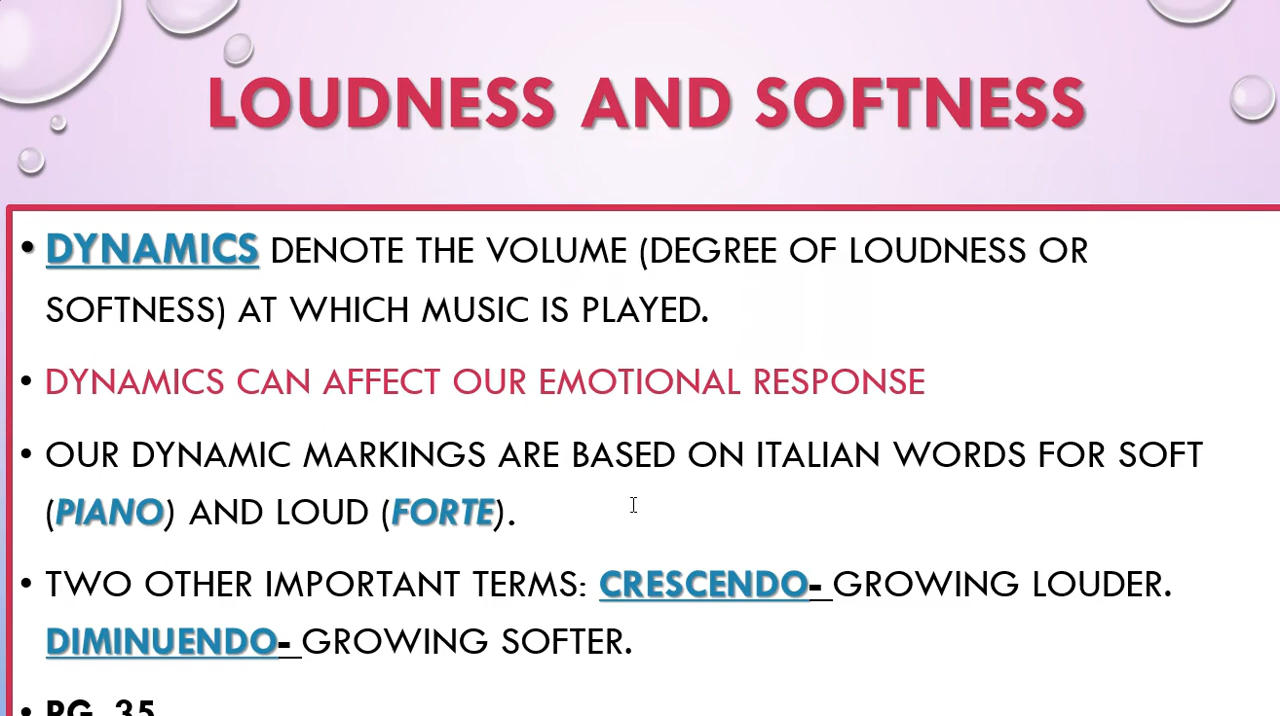 LOUDNESS AND SOFTNESS
• DYNAMICS DENOTE THE VOLUME (DEGREE OF LOUDNESS OR
SOFTNESS) AT WHICH MUSIC IS PLAYED.
• DYNAMICS CAN AFFECT OUR EMOTIONAL RESPONSE
• OUR DYNAMIC MARKINGS ARE BASED ON ITALIAN WORDS FOR SOFT
(PIANO) AND LOUD (FORTE).
• TWO OTHER IMPORTANT TERMS: CRESCENDO- GROWING LOUDER.
DIMINUENDO- GROWING SOFTER.
• PG. 35